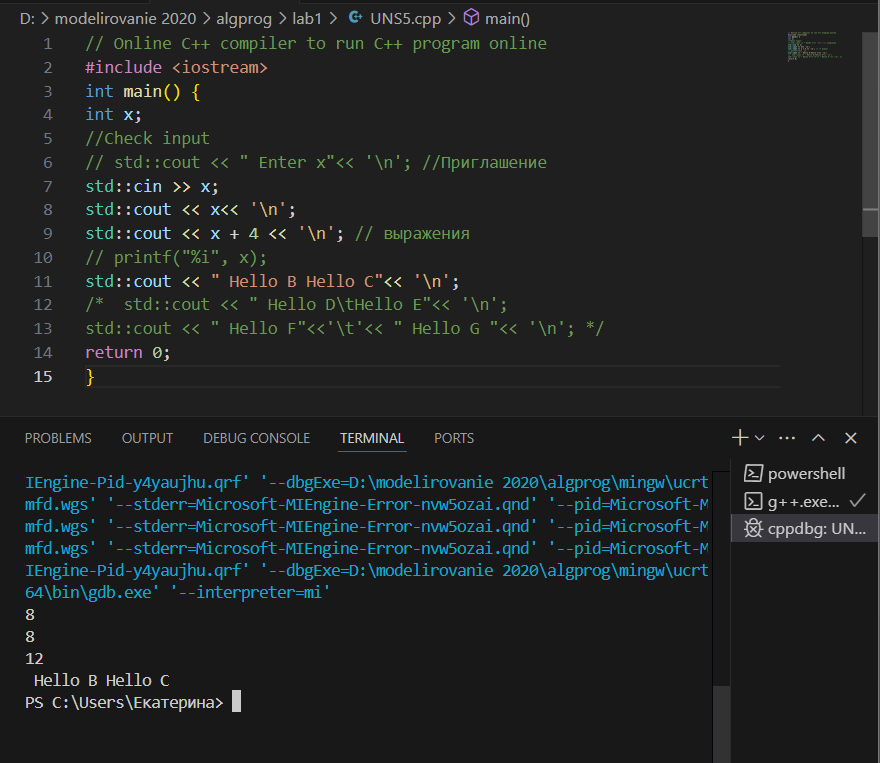 D: > modelirovanie 2020 > algprog > lab1 > UNS5.cpp > main()
1 // Online C++ compiler to run C++ program online
2 #include <iostream>
3 int main() {
4 int x;
5 //Check input
6 // std::cout << " Enter x"<< '\n'; //Приглашение
7 std::cin >> x;
8 std::cout << x<< '\n';
9 std::cout << x + 4 << '\n'; // выражения
10 // printf("%i", x);
11 std::cout << " Hello B Hello C"<< '\n';
12 /*  std::cout << " Hello D\tHello E"<< '\n';
13 std::cout << " Hello F"<<'\t'<< " Hello G "<< '\n'; */
14 return 0;
15 }
PROBLEMS OUTPUT DEBUG CONSOLE TERMINAL PORTS
IEngine-Pid-y4yaujhu.qrf' '--dbgExe=D:\modelirovanie 2020\algprog\mingw\ucrt
mfd.wgs' '--stderr=Microsoft-MIEngine-Error-nvw5ozai.qnd' '--pid=Microsoft-M
mfd.wgs' '--stderr=Microsoft-MIEngine-Error-nvw5ozai.qnd' '--pid=Microsoft-M
mfd.wgs' '--stderr=Microsoft-MIEngine-Error-nvw5ozai.qnd' '--pid=Microsoft-M
IEngine-Pid-y4yaujhu.qrf' '--dbgExe=D:\modelirovanie 2020\algprog\mingw\ucrt
64\bin\gdb.exe' '--interpreter=mi'
8
8
12
 Hello B Hello C
PS C:\Users\Екатерина>
powershell
g++.exe...
cppdbg: UN...